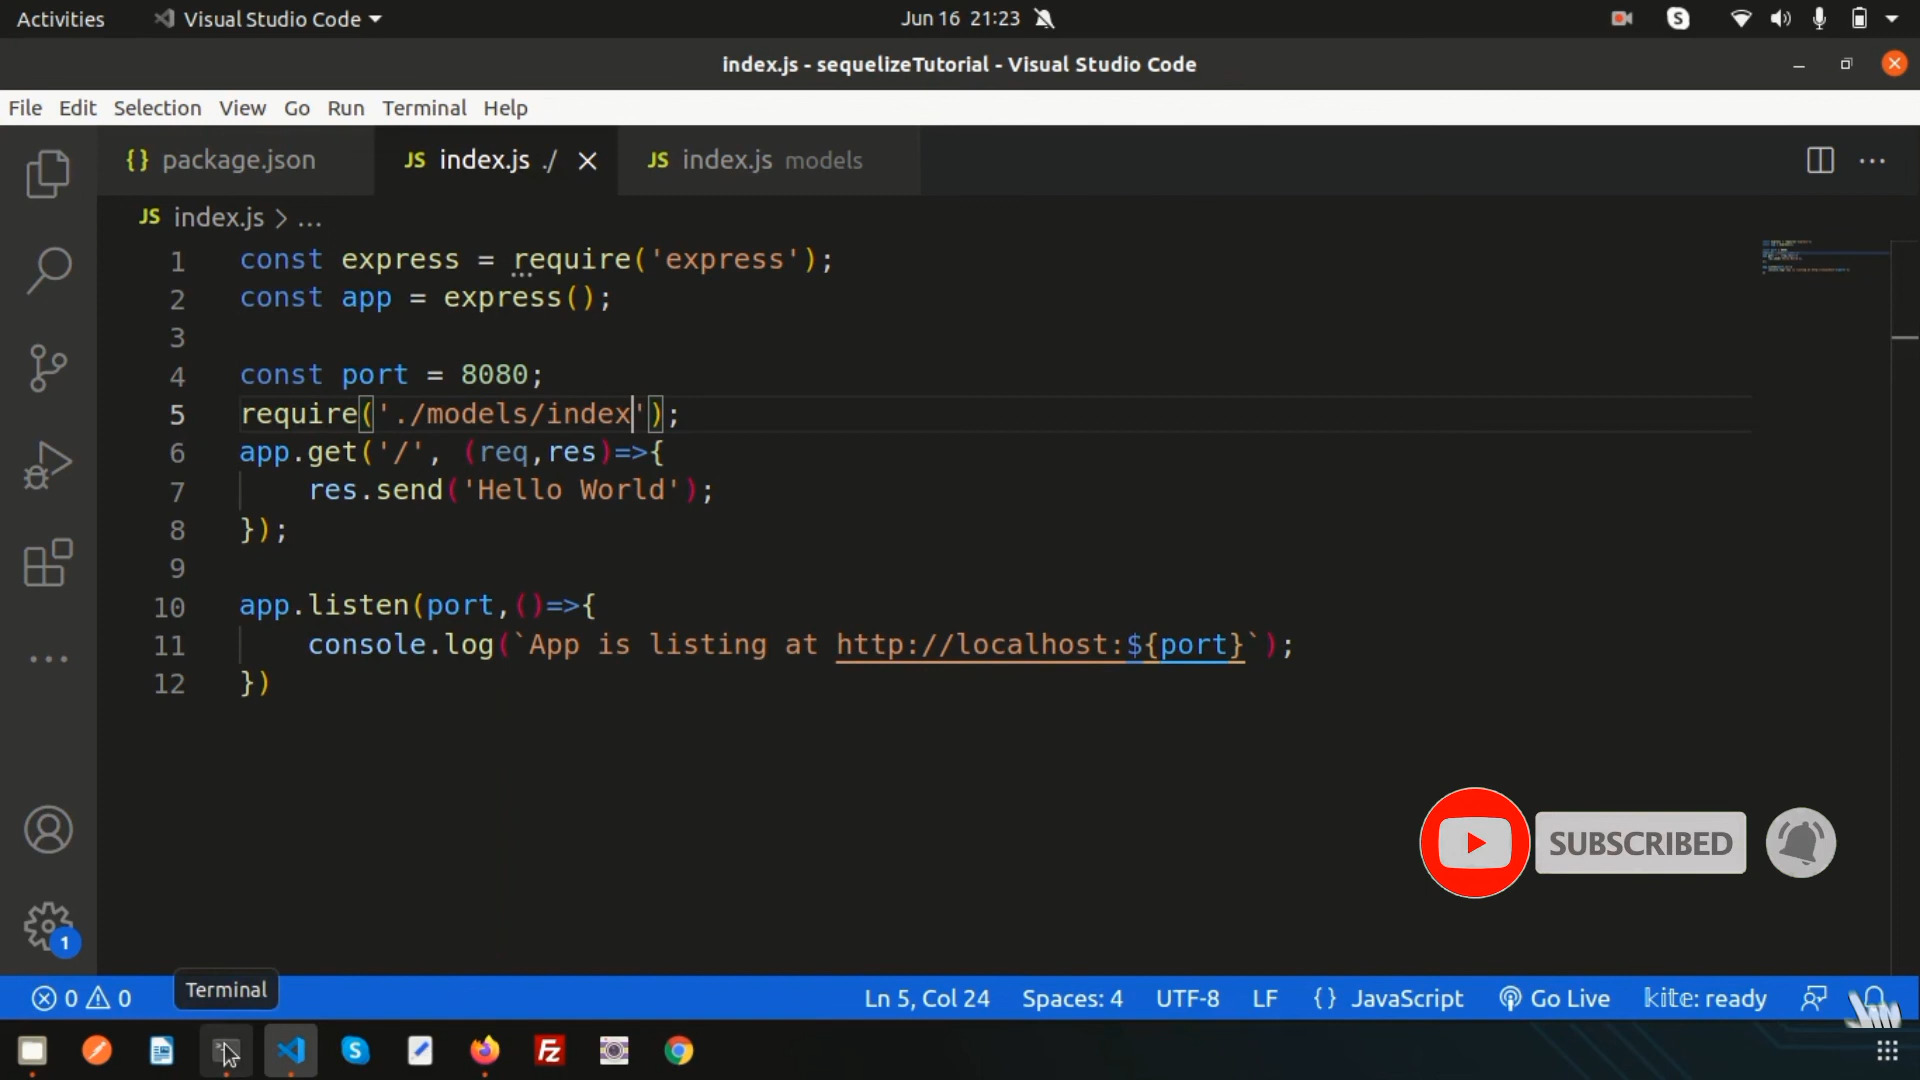 Activities Visual Studio Code Jun 16 21:23
index.js - sequelizeTutorial - Visual Studio Code
File Edit Selection View Go Run Terminal Help
{} package.json JS index.js ./ JS index.js models
JS index.js > ...
1 const express = require('express');
2 const app = express();
3
4 const port = 8080;
5 require('./models/index');
6 app.get('/', (req,res)=>{
7 res.send('Hello World');
8 });
9
10 app.listen(port,()=>{
11 console.log(`App is listing at http://localhost:${port}`);
12 })
SUBSCRIBED
1
Terminal
0 0 Ln 5, Col 24 Spaces: 4 UTF-8 LF {} JavaScript Go Live kite: ready